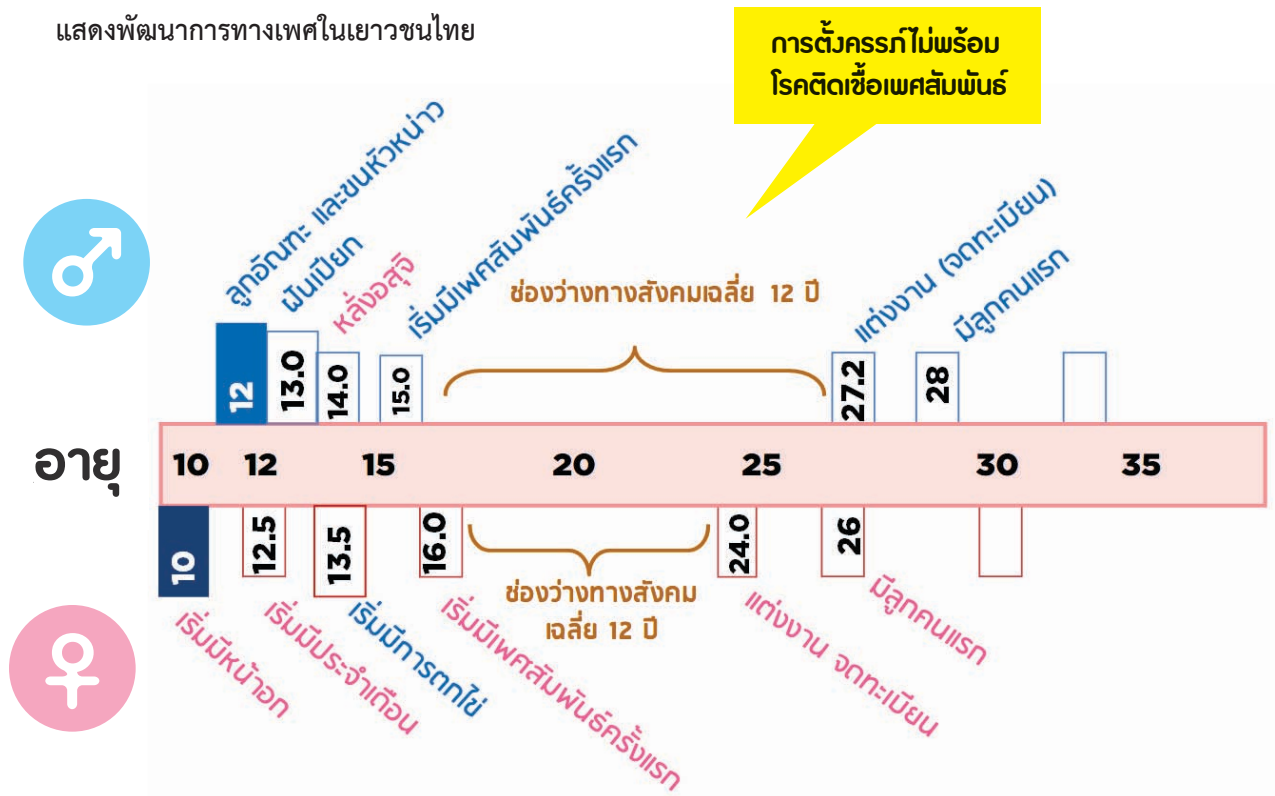 แสดงพัฒนาการทางเพศในเยาวชนไทย
การตั้งครรภ์ไม่พร้อม
โรคติดเชื้อเพศสัมพันธ์
ลูกอัณฑะ และขนหัวหน่าว
ฝันเปียก
หลั่งอสุจิ
เริ่มมีเพศสัมพันธ์ครั้งแรก
ช่องว่างทางสังคมเฉลี่ย 12 ปี
แต่งงาน (จดทะเบียน)
มีลูกคนแรก
12
13.0
14.0
15.0
27.2
28
อายุ
10 12 15 20 25 30 35
10
12.5
13.5
16.0
24.0
26
ช่องว่างทางสังคม
เฉลี่ย 12 ปี
เริ่มมีหน้าอก
เริ่มมีประจำเดือน
เริ่มมีการตกไข่
เริ่มมีเพศสัมพันธ์ครั้งแรก
แต่งงาน จดทะเบียน
มีลูกคนแรก